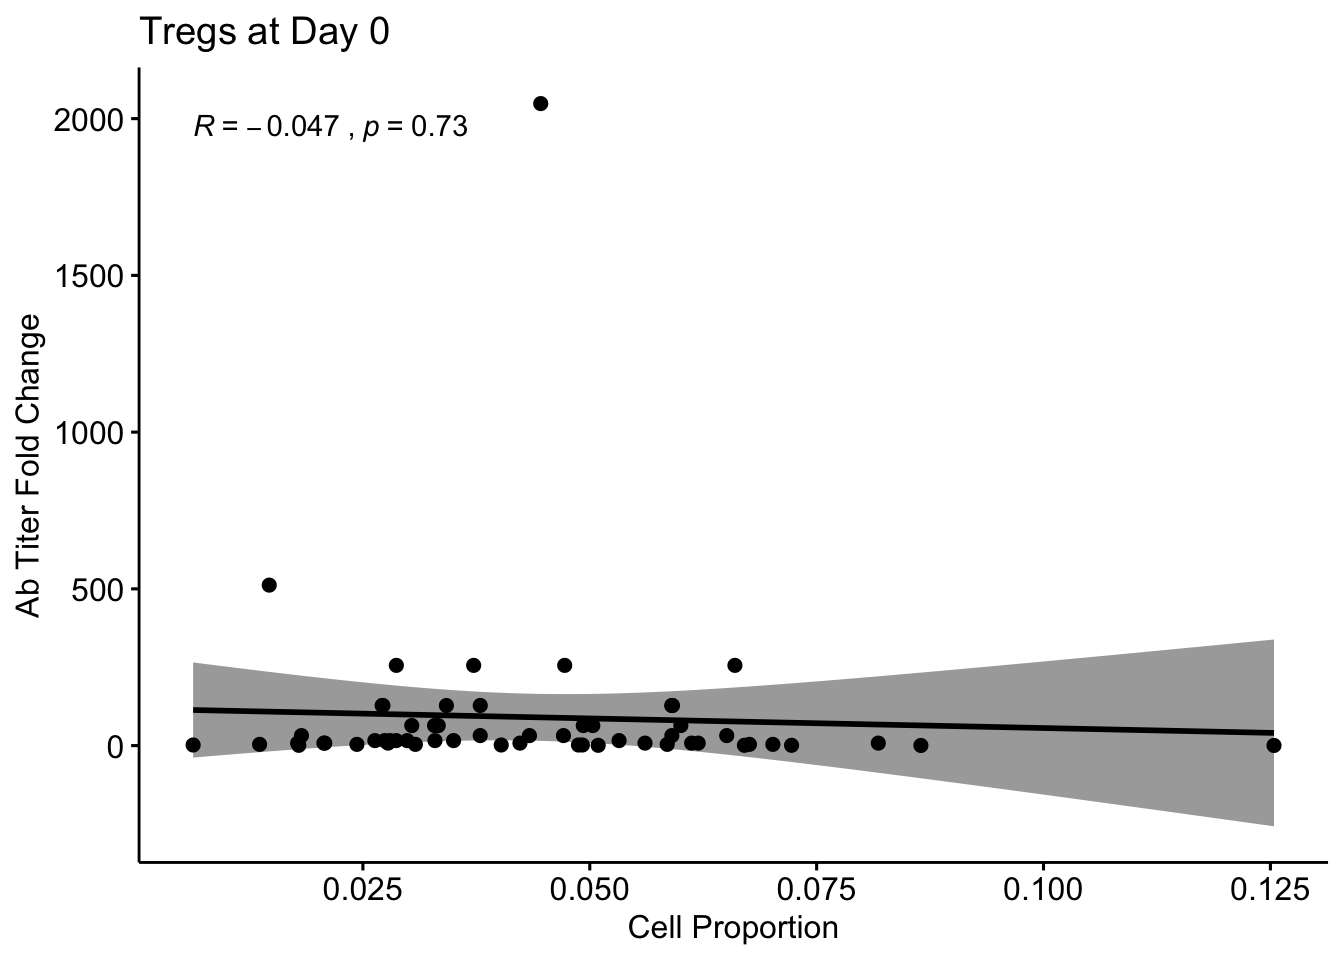 Tregs at Day 0
R = −0.047 , p = 0.73
2000
1500
1000
500
0
Ab Titer Fold Change
0.025 0.050 0.075 0.100 0.125
Cell Proportion